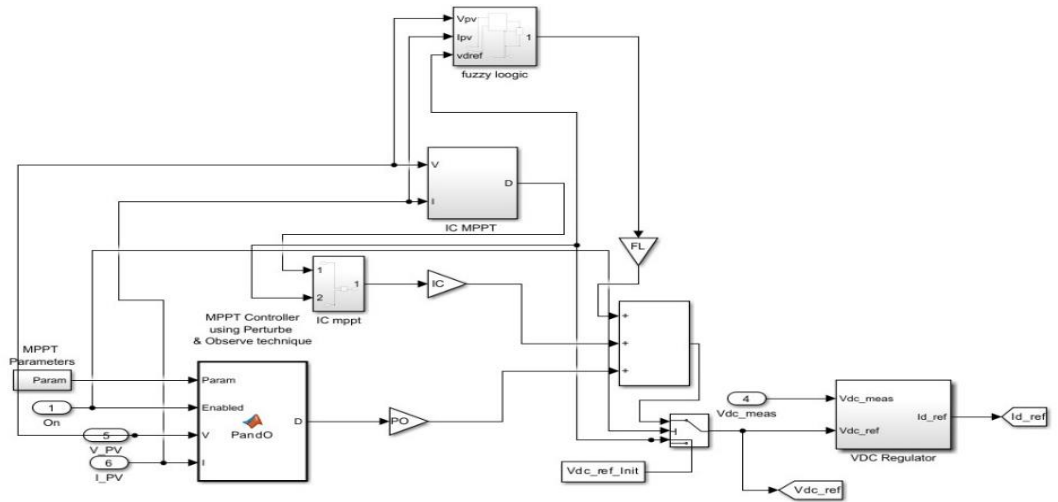 Vpv
Ipv
vdref
1
fuzzy loogic
V
I
D
IC MPPT
1
2
1
IC mppt
IC
FL
MPPT Controller
using Perturbe
& Observe technique
MPPT
Parameters
Param
1
On
5
V_PV
6
I_PV
Param
Enabled
V
I
PandO
D
PO
+
+
+
Vdc_ref_Init
4
Vdc_meas
Vdc_meas
Vdc_ref
Id_ref
VDC Regulator
Id_ref
Vdc_ref